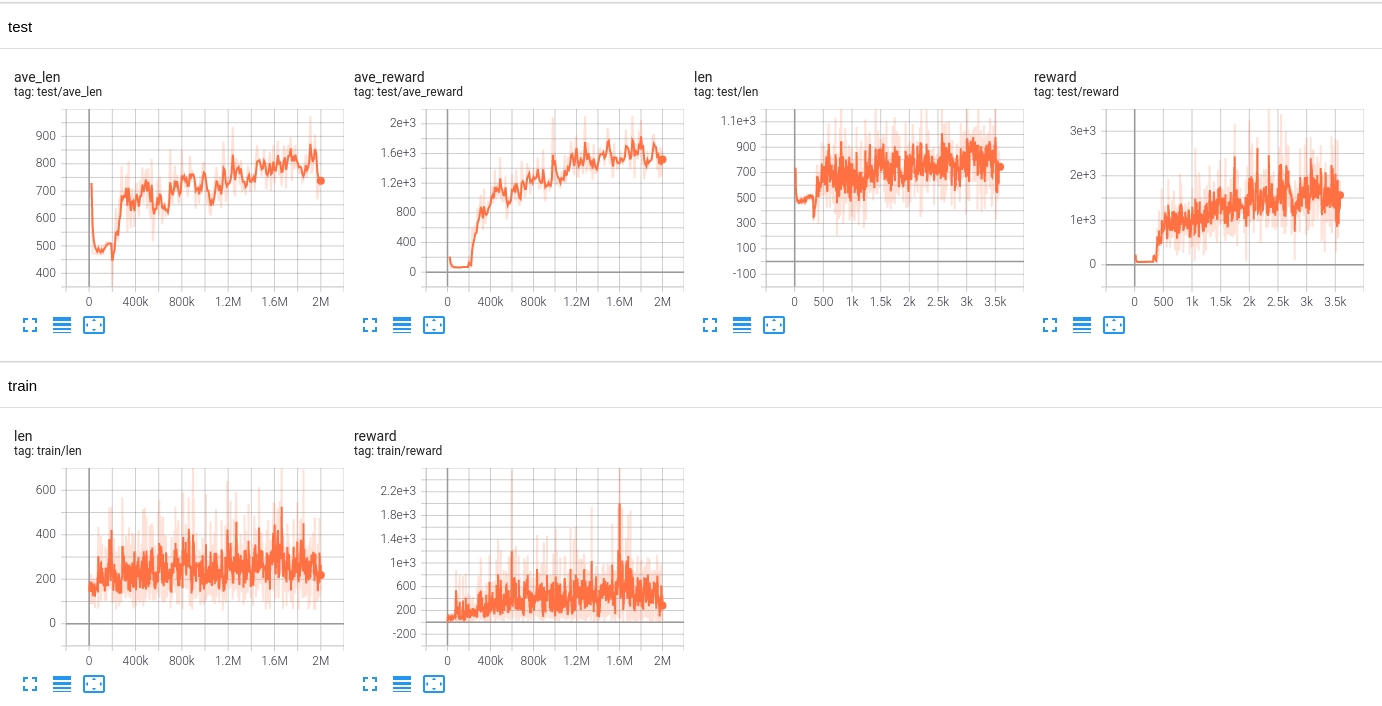 test
ave_len
tag: test/ave_len
900
800
700
600
500
400
0 400k 800k 1.2M 1.6M 2M
ave_reward
tag: test/ave_reward
2e+3
1.6e+3
1.2e+3
800
400
0
0 400k 800k 1.2M 1.6M 2M
len
tag: test/len
1.1e+3
900
700
500
300
100
-100
0 500 1k 1.5k 2k 2.5k 3k 3.5k
reward
tag: test/reward
3e+3
2e+3
1e+3
0
0 500 1k 1.5k 2k 2.5k 3k 3.5k
train
len
tag: train/len
600
400
200
0
0 400k 800k 1.2M 1.6M 2M
reward
tag: train/reward
2.2e+3
1.8e+3
1.4e+3
1e+3
600
200
-200
0 400k 800k 1.2M 1.6M 2M